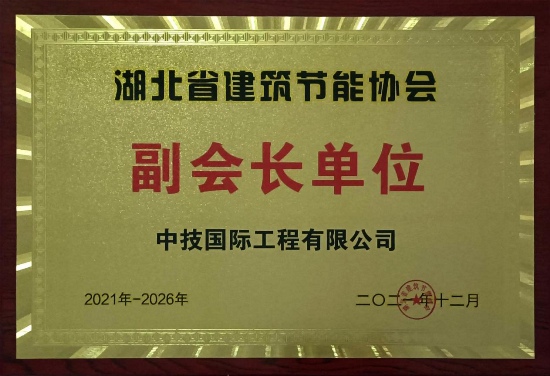 湖北省建筑节能协会
副会长单位
中技国际工程有限公司
2021年-2026年
二〇二一年十二月